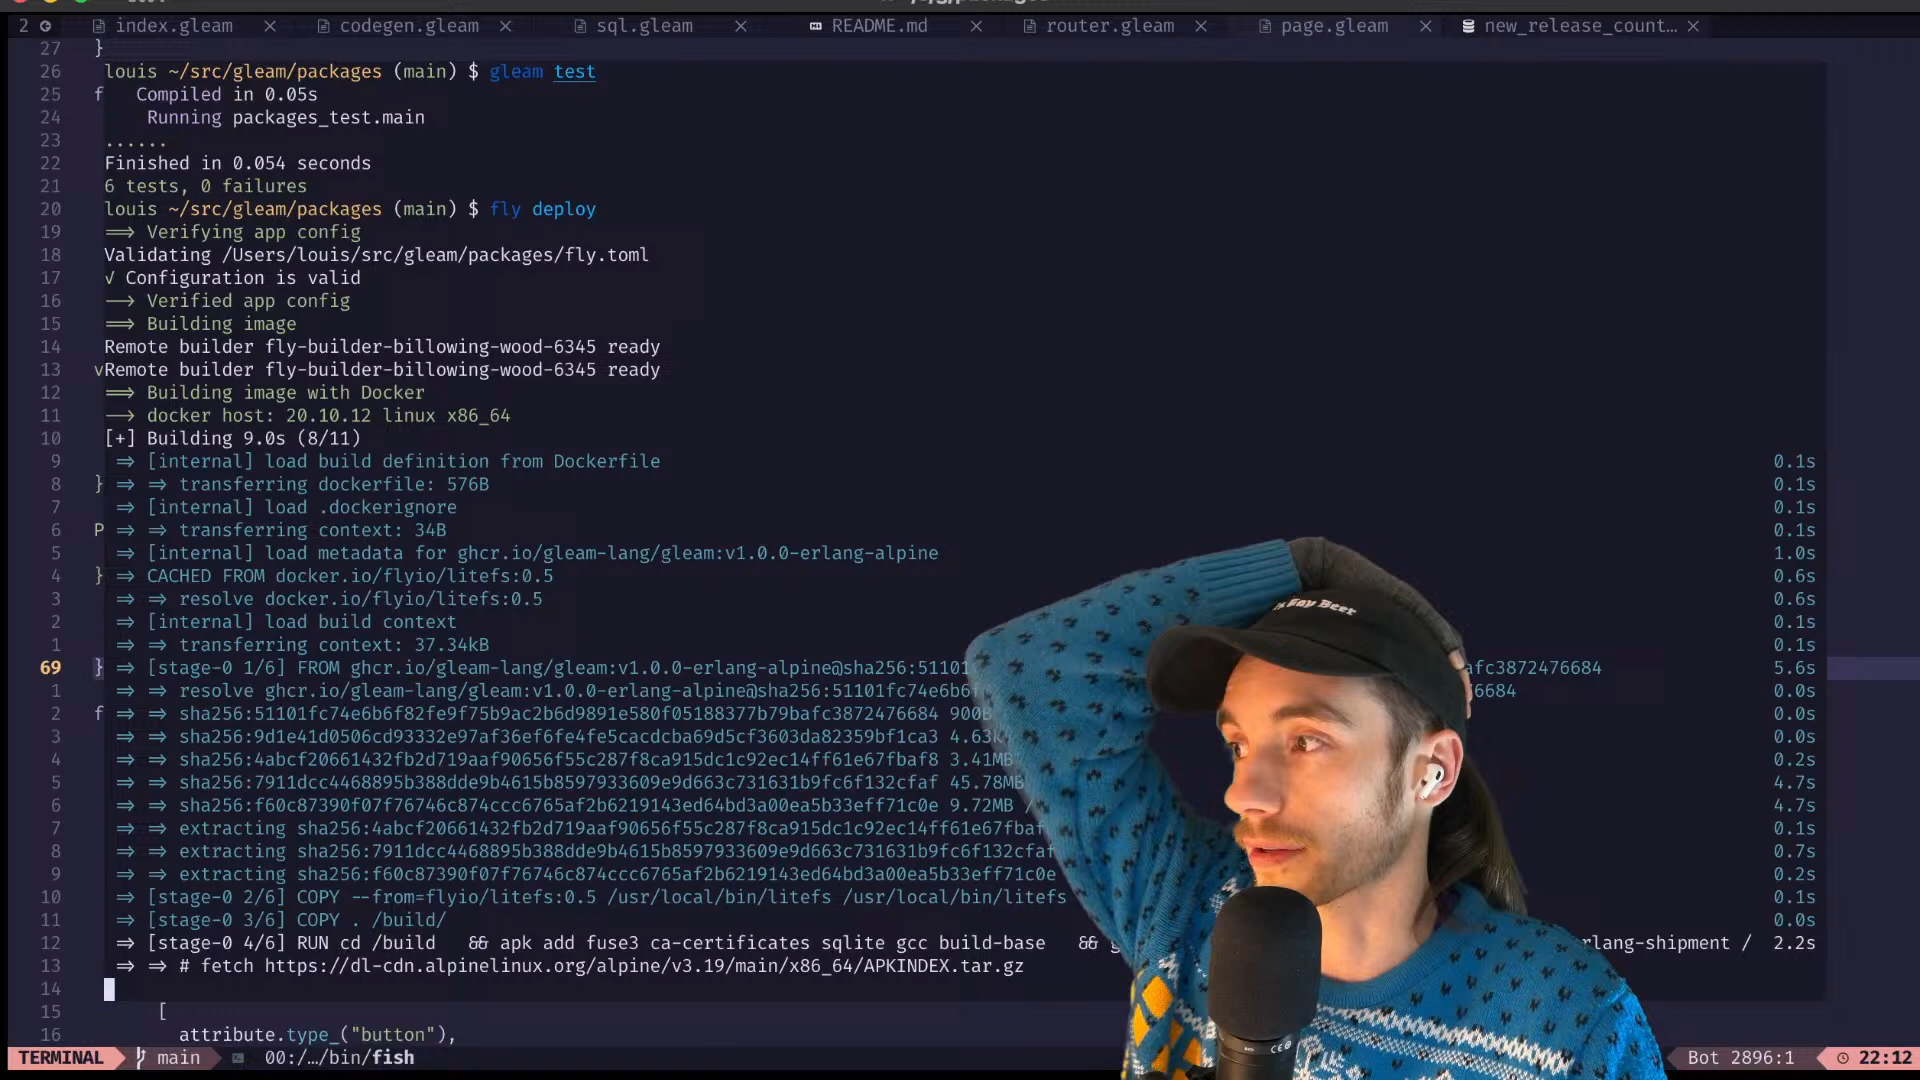 2 index.gleam codegen.gleam sql.gleam README.md router.gleam page.gleam new_release_count…
27 }
26 louis ~/src/gleam/packages (main) $ gleam test
25 f Compiled in 0.05s
24 Running packages_test.main
23 ......
22 Finished in 0.054 seconds
21 6 tests, 0 failures
20 louis ~/src/gleam/packages (main) $ fly deploy
19 ==> Verifying app config
18 Validating /Users/louis/src/gleam/packages/fly.toml
17 √ Configuration is valid
16 --> Verified app config
15 ==> Building image
14 Remote builder fly-builder-billowing-wood-6345 ready
13 vRemote builder fly-builder-billowing-wood-6345 ready
12 ==> Building image with Docker
11 --> docker host: 20.10.12 linux x86_64
10 [+] Building 9.0s (8/11)
9 => [internal] load build definition from Dockerfile 0.1s
8 } => => transferring dockerfile: 576B 0.1s
7 => [internal] load .dockerignore 0.1s
6 P => => transferring context: 34B 0.1s
5 => [internal] load metadata for ghcr.io/gleam-lang/gleam:v1.0.0-erlang-alpine 1.0s
4 } => CACHED FROM docker.io/flyio/litefs:0.5 0.6s
3 => => resolve docker.io/flyio/litefs:0.5 0.6s
2 => [internal] load build context 0.1s
1 => => transferring context: 37.34kB 0.1s
69 } => [stage-0 1/6] FROM ghcr.io/gleam-lang/gleam:v1.0.0-erlang-alpine@sha256:51101 afc3872476684 5.6s
1 => => resolve ghcr.io/gleam-lang/gleam:v1.0.0-erlang-alpine@sha256:51101fc74e6b6f 6684 0.0s
2 f => => sha256:51101fc74e6b6f82fe9f75b9ac2b6d9891e580f05188377b79bafc3872476684 900B 0.0s
3 => => sha256:9d1e41d0506cd93332e97af36ef6fe4fe5cacdcba69d5cf3603da82359bf1ca3 4.63k 0.0s
4 => => sha256:4abcf20661432fb2d719aaf90656f55c287f8ca915dc1c92ec14ff61e67fbaf8 3.41MB 0.2s
5 => => sha256:7911dcc4468895b388dde9b4615b8597933609e9d663c731631b9fc6f132cfaf 45.78MB 4.7s
6 => => sha256:f60c87390f07f76746c874ccc6765af2b6219143ed64bd3a00ea5b33eff71c0e 9.72MB / 4.7s
7 => => extracting sha256:4abcf20661432fb2d719aaf90656f55c287f8ca915dc1c92ec14ff61e67fbaf 0.1s
8 => => extracting sha256:7911dcc4468895b388dde9b4615b8597933609e9d663c731631b9fc6f132cfaf 0.7s
9 => => extracting sha256:f60c87390f07f76746c874ccc6765af2b6219143ed64bd3a00ea5b33eff71c0e 0.2s
10 => [stage-0 2/6] COPY --from=flyio/litefs:0.5 /usr/local/bin/litefs /usr/local/bin/litefs 0.1s
11 => [stage-0 3/6] COPY . /build/ 0.0s
12 => [stage-0 4/6] RUN cd /build && apk add fuse3 ca-certificates sqlite gcc build-base && g rlang-shipment / 2.2s
13 => => # fetch https://dl-cdn.alpinelinux.org/alpine/v3.19/main/x86_64/APKINDEX.tar.gz
14
15 [
16 attribute.type_("button"),
TERMINAL main 00:/…/bin/fish Bot 2896:1 22:12
Gay Beer
CE